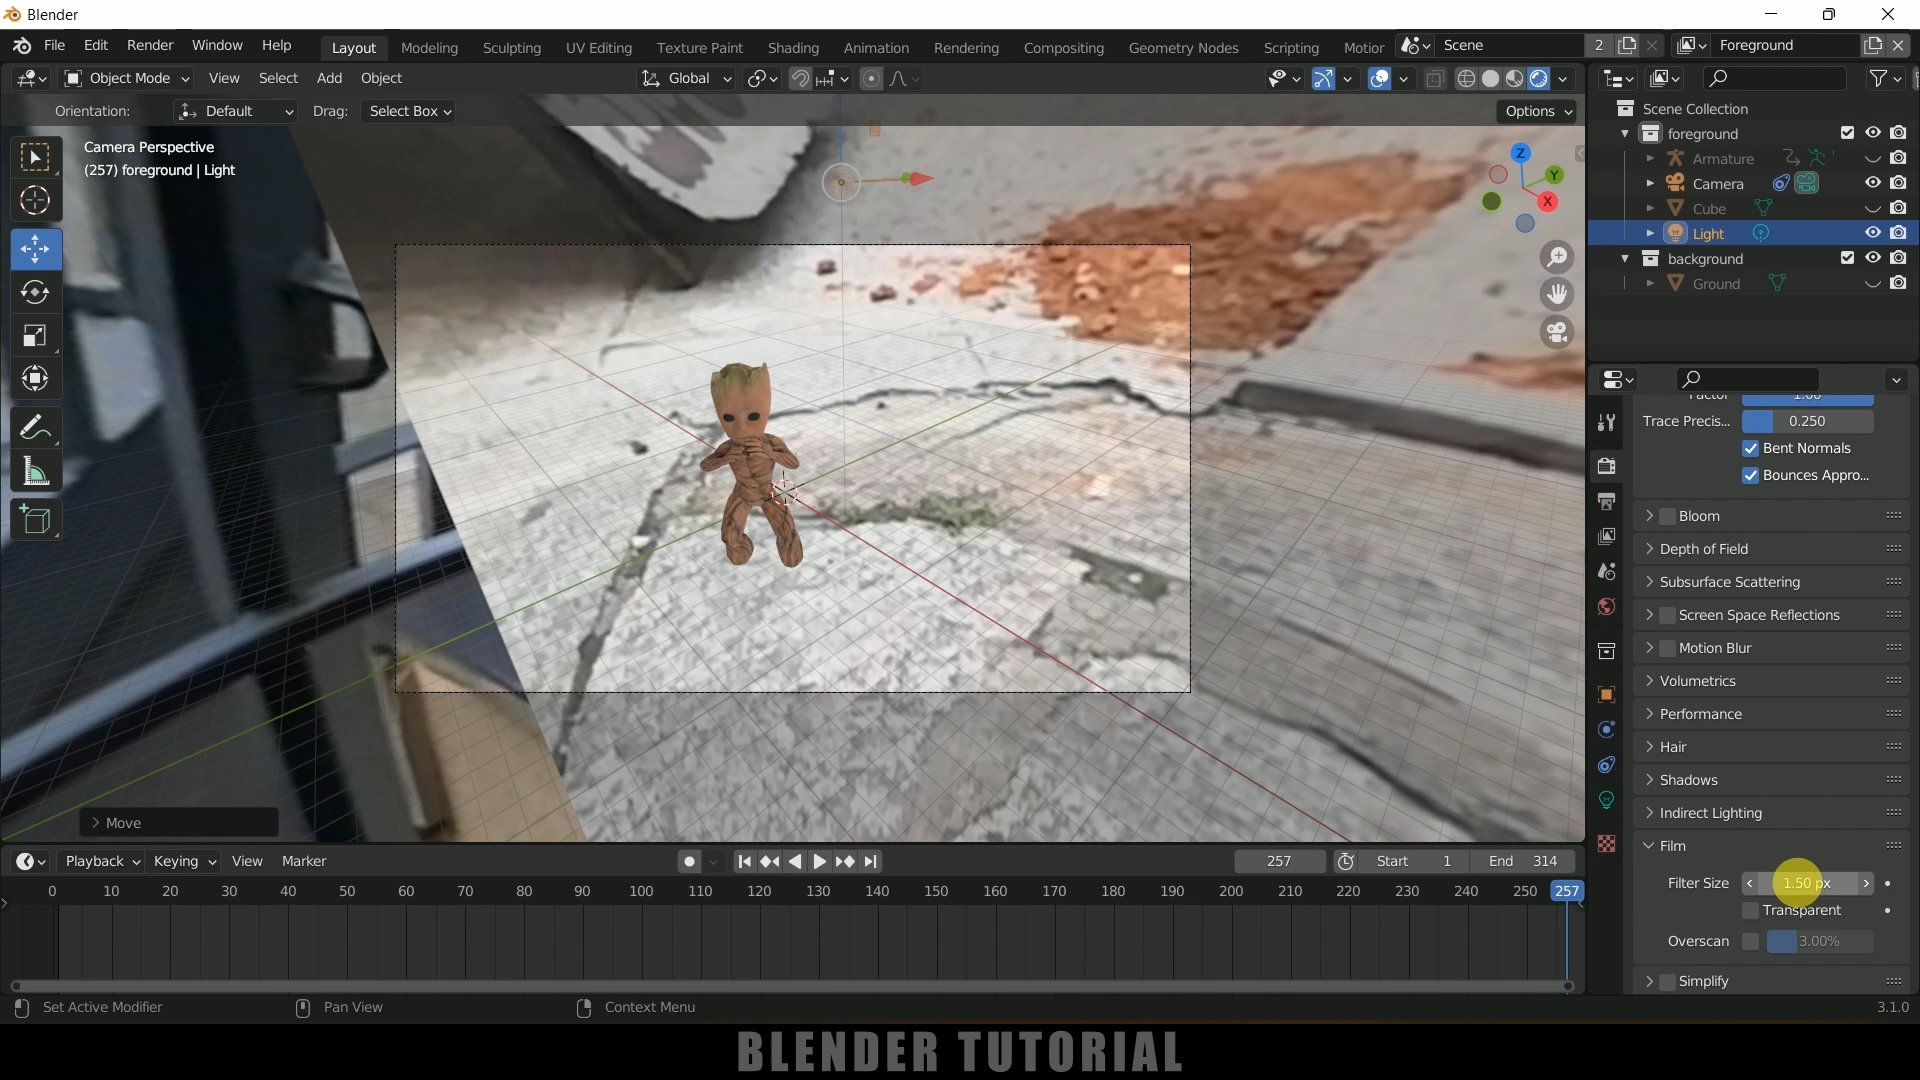 Blender
File Edit Render Window Help Layout Modeling Sculpting UV Editing Texture Paint Shading Animation Rendering Compositing Geometry Nodes Scripting Motior Scene 2 Foreground
Object Mode View Select Add Object Global
Orientation: Default Drag: Select Box Options
Camera Perspective
(257) foreground | Light
Z
Y
X
Move
Scene Collection
foreground
Armature
Camera
Cube
Light
background
Ground
Factor 1.00
Trace Precis... 0.250
Bent Normals
Bounces Appro...
Bloom
Depth of Field
Subsurface Scattering
Screen Space Reflections
Motion Blur
Volumetrics
Performance
Hair
Shadows
Indirect Lighting
Film
Filter Size 1.50 px
Transparent
Overscan 3.00%
Simplify
Playback Keying View Marker 257 Start 1 End 314
0 10 20 30 40 50 60 70 80 90 100 110 120 130 140 150 160 170 180 190 200 210 220 230 240 250 257
Set Active Modifier Pan View Context Menu 3.1.0
BLENDER TUTORIAL